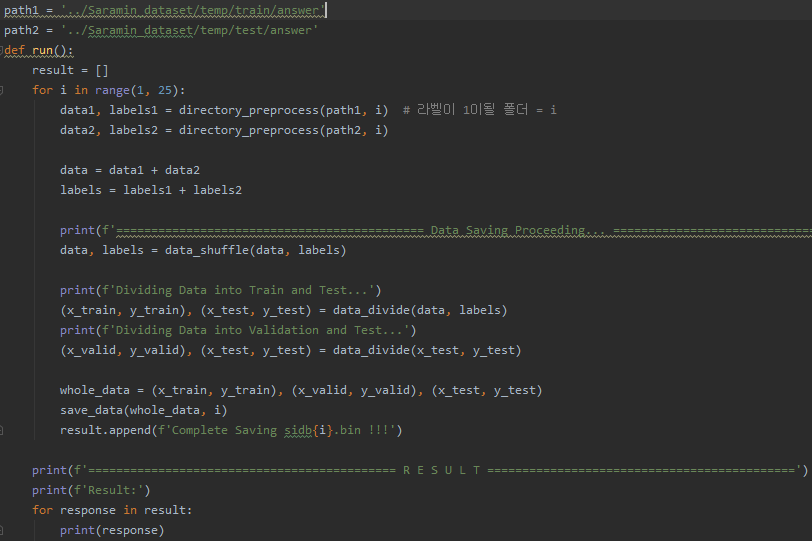 path1 = '../Saramin_dataset/temp/train/answer'
path2 = '../Saramin_dataset/temp/test/answer'
def run():
    result = []
    for i in range(1, 25):
        data1, labels1 = directory_preprocess(path1, i)  # 라벨이 1이될 폴더 = i
        data2, labels2 = directory_preprocess(path2, i)
        data = data1 + data2
        labels = labels1 + labels2
        print(f'============================================ Data Saving Proceeding... =============================
        data, labels = data_shuffle(data, labels)
        print(f'Dividing Data into Train and Test...')
        (x_train, y_train), (x_test, y_test) = data_divide(data, labels)
        print(f'Dividing Data into Validation and Test...')
        (x_valid, y_valid), (x_test, y_test) = data_divide(x_test, y_test)
        whole_data = (x_train, y_train), (x_valid, y_valid), (x_test, y_test)
        save_data(whole_data, i)
        result.append(f'Complete Saving sidb{i}.bin !!!')
    print(f'============================================ R E S U L T ============================================')
    print(f'Result:')
    for response in result:
        print(response)